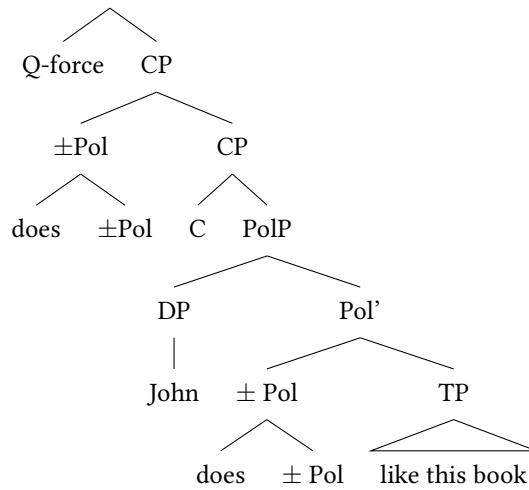 Q-force CP
±Pol CP
does ±Pol C PolP
DP Pol’
John ± Pol TP
does ± Pol like this book